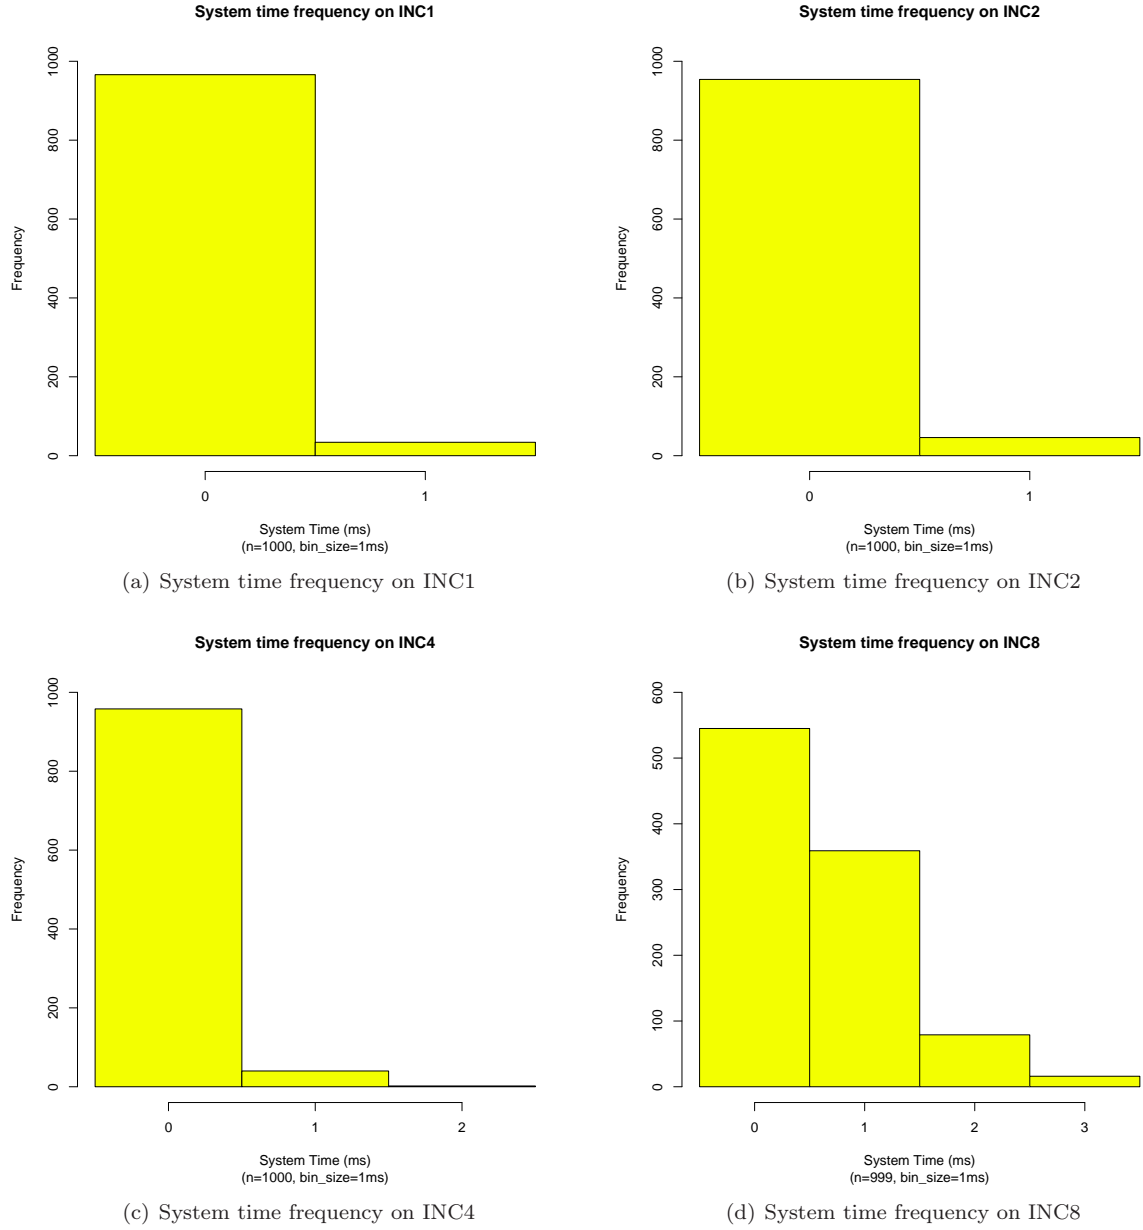 System time frequency on INC1
1000
800
600
400
200
0
Frequency
0 1
System Time (ms)
(n=1000, bin_size=1ms)
(a) System time frequency on INC1
System time frequency on INC2
1000
800
600
400
200
0
Frequency
0 1
System Time (ms)
(n=1000, bin_size=1ms)
(b) System time frequency on INC2
System time frequency on INC4
1000
800
600
400
200
0
Frequency
0 1 2
System Time (ms)
(n=1000, bin_size=1ms)
(c) System time frequency on INC4
System time frequency on INC8
600
500
400
300
200
100
0
Frequency
0 1 2 3
System Time (ms)
(n=999, bin_size=1ms)
(d) System time frequency on INC8